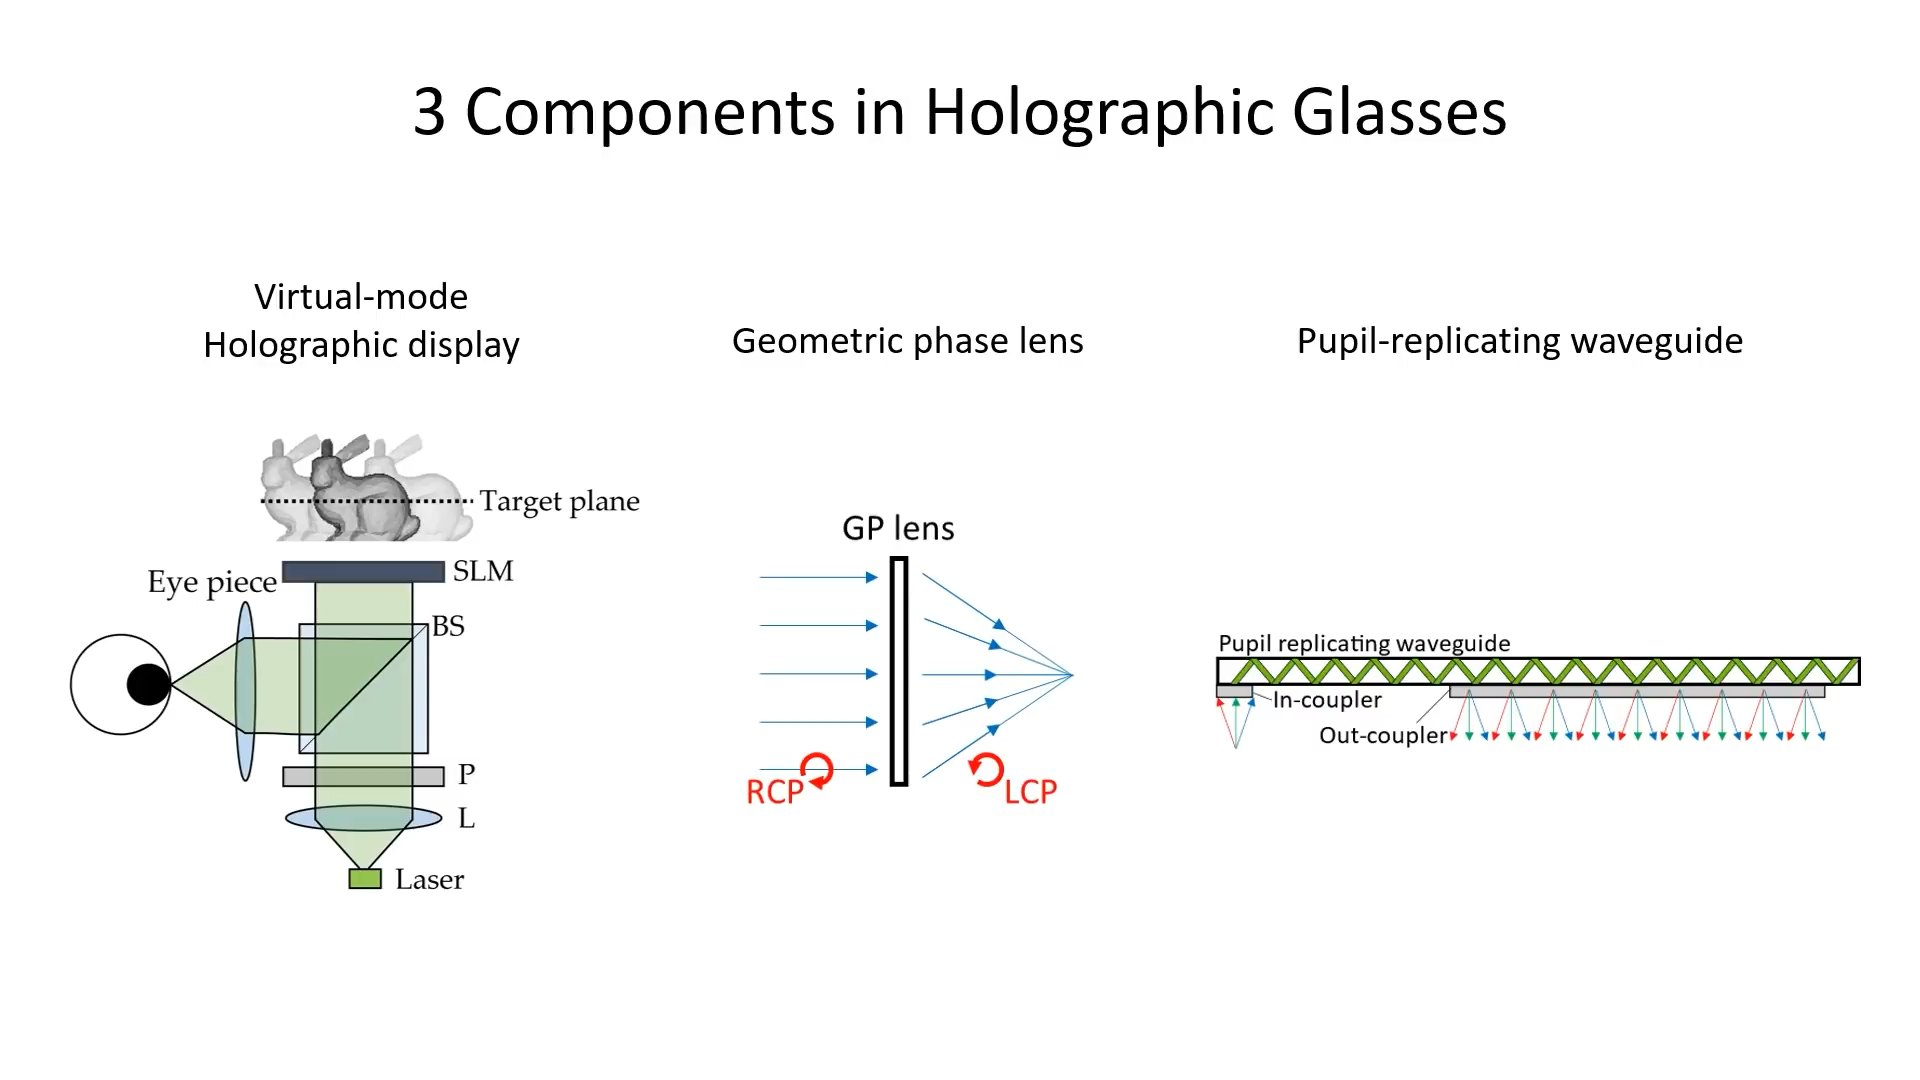 3 Components in Holographic Glasses
Virtual-mode
Holographic display
Target plane
SLM
Eye piece
BS
P
L
Laser
Geometric phase lens
GP lens
RCP
LCP
Pupil-replicating waveguide
Pupil replicating waveguide
In-coupler
Out-coupler